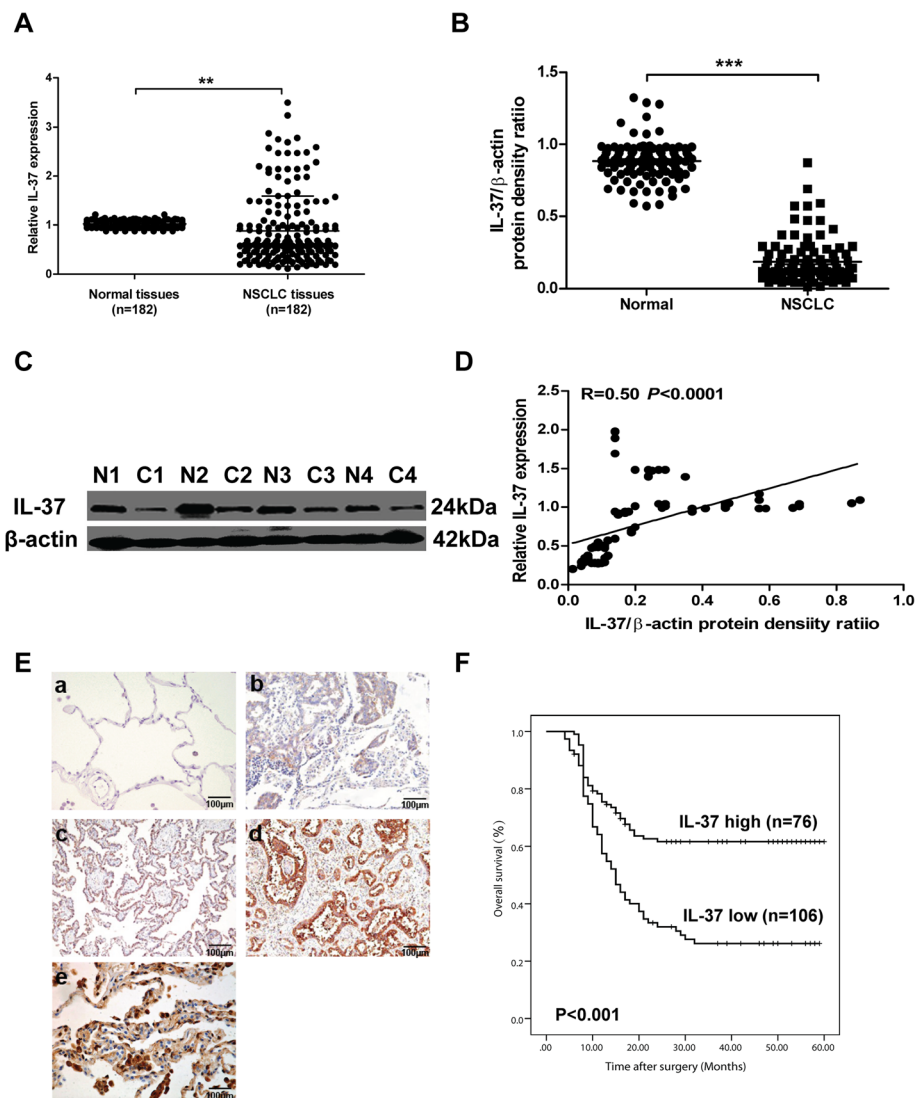 A
Relative IL-37 expression
4
3
2
1
0
**
Normal tissues
(n=182)
NSCLC tissues
(n=182)
B
IL-37/β-actin
protein densiity ratiio
1.5
1.0
0.5
0.0
***
Normal
NSCLC
C
N1 C1 N2 C2 N3 C3 N4 C4
IL-37
24kDa
β-actin
42kDa
D
R=0.50 P<0.0001
Relative IL-37 expression
2.5
2.0
1.5
1.0
0.5
0.0
0.0 0.2 0.4 0.6 0.8 1.0
IL-37/β-actin protein densiity ratiio
E
a
100μm
b
100μm
c
100μm
d
100μm
e
100μm
F
Overall survival (%)
1.0
0.8
0.6
0.4
0.2
0.0
IL-37 high (n=76)
IL-37 low (n=106)
P<0.001
.00 10.00 20.00 30.00 40.00 50.00 60.00
Time after surgery (Months)